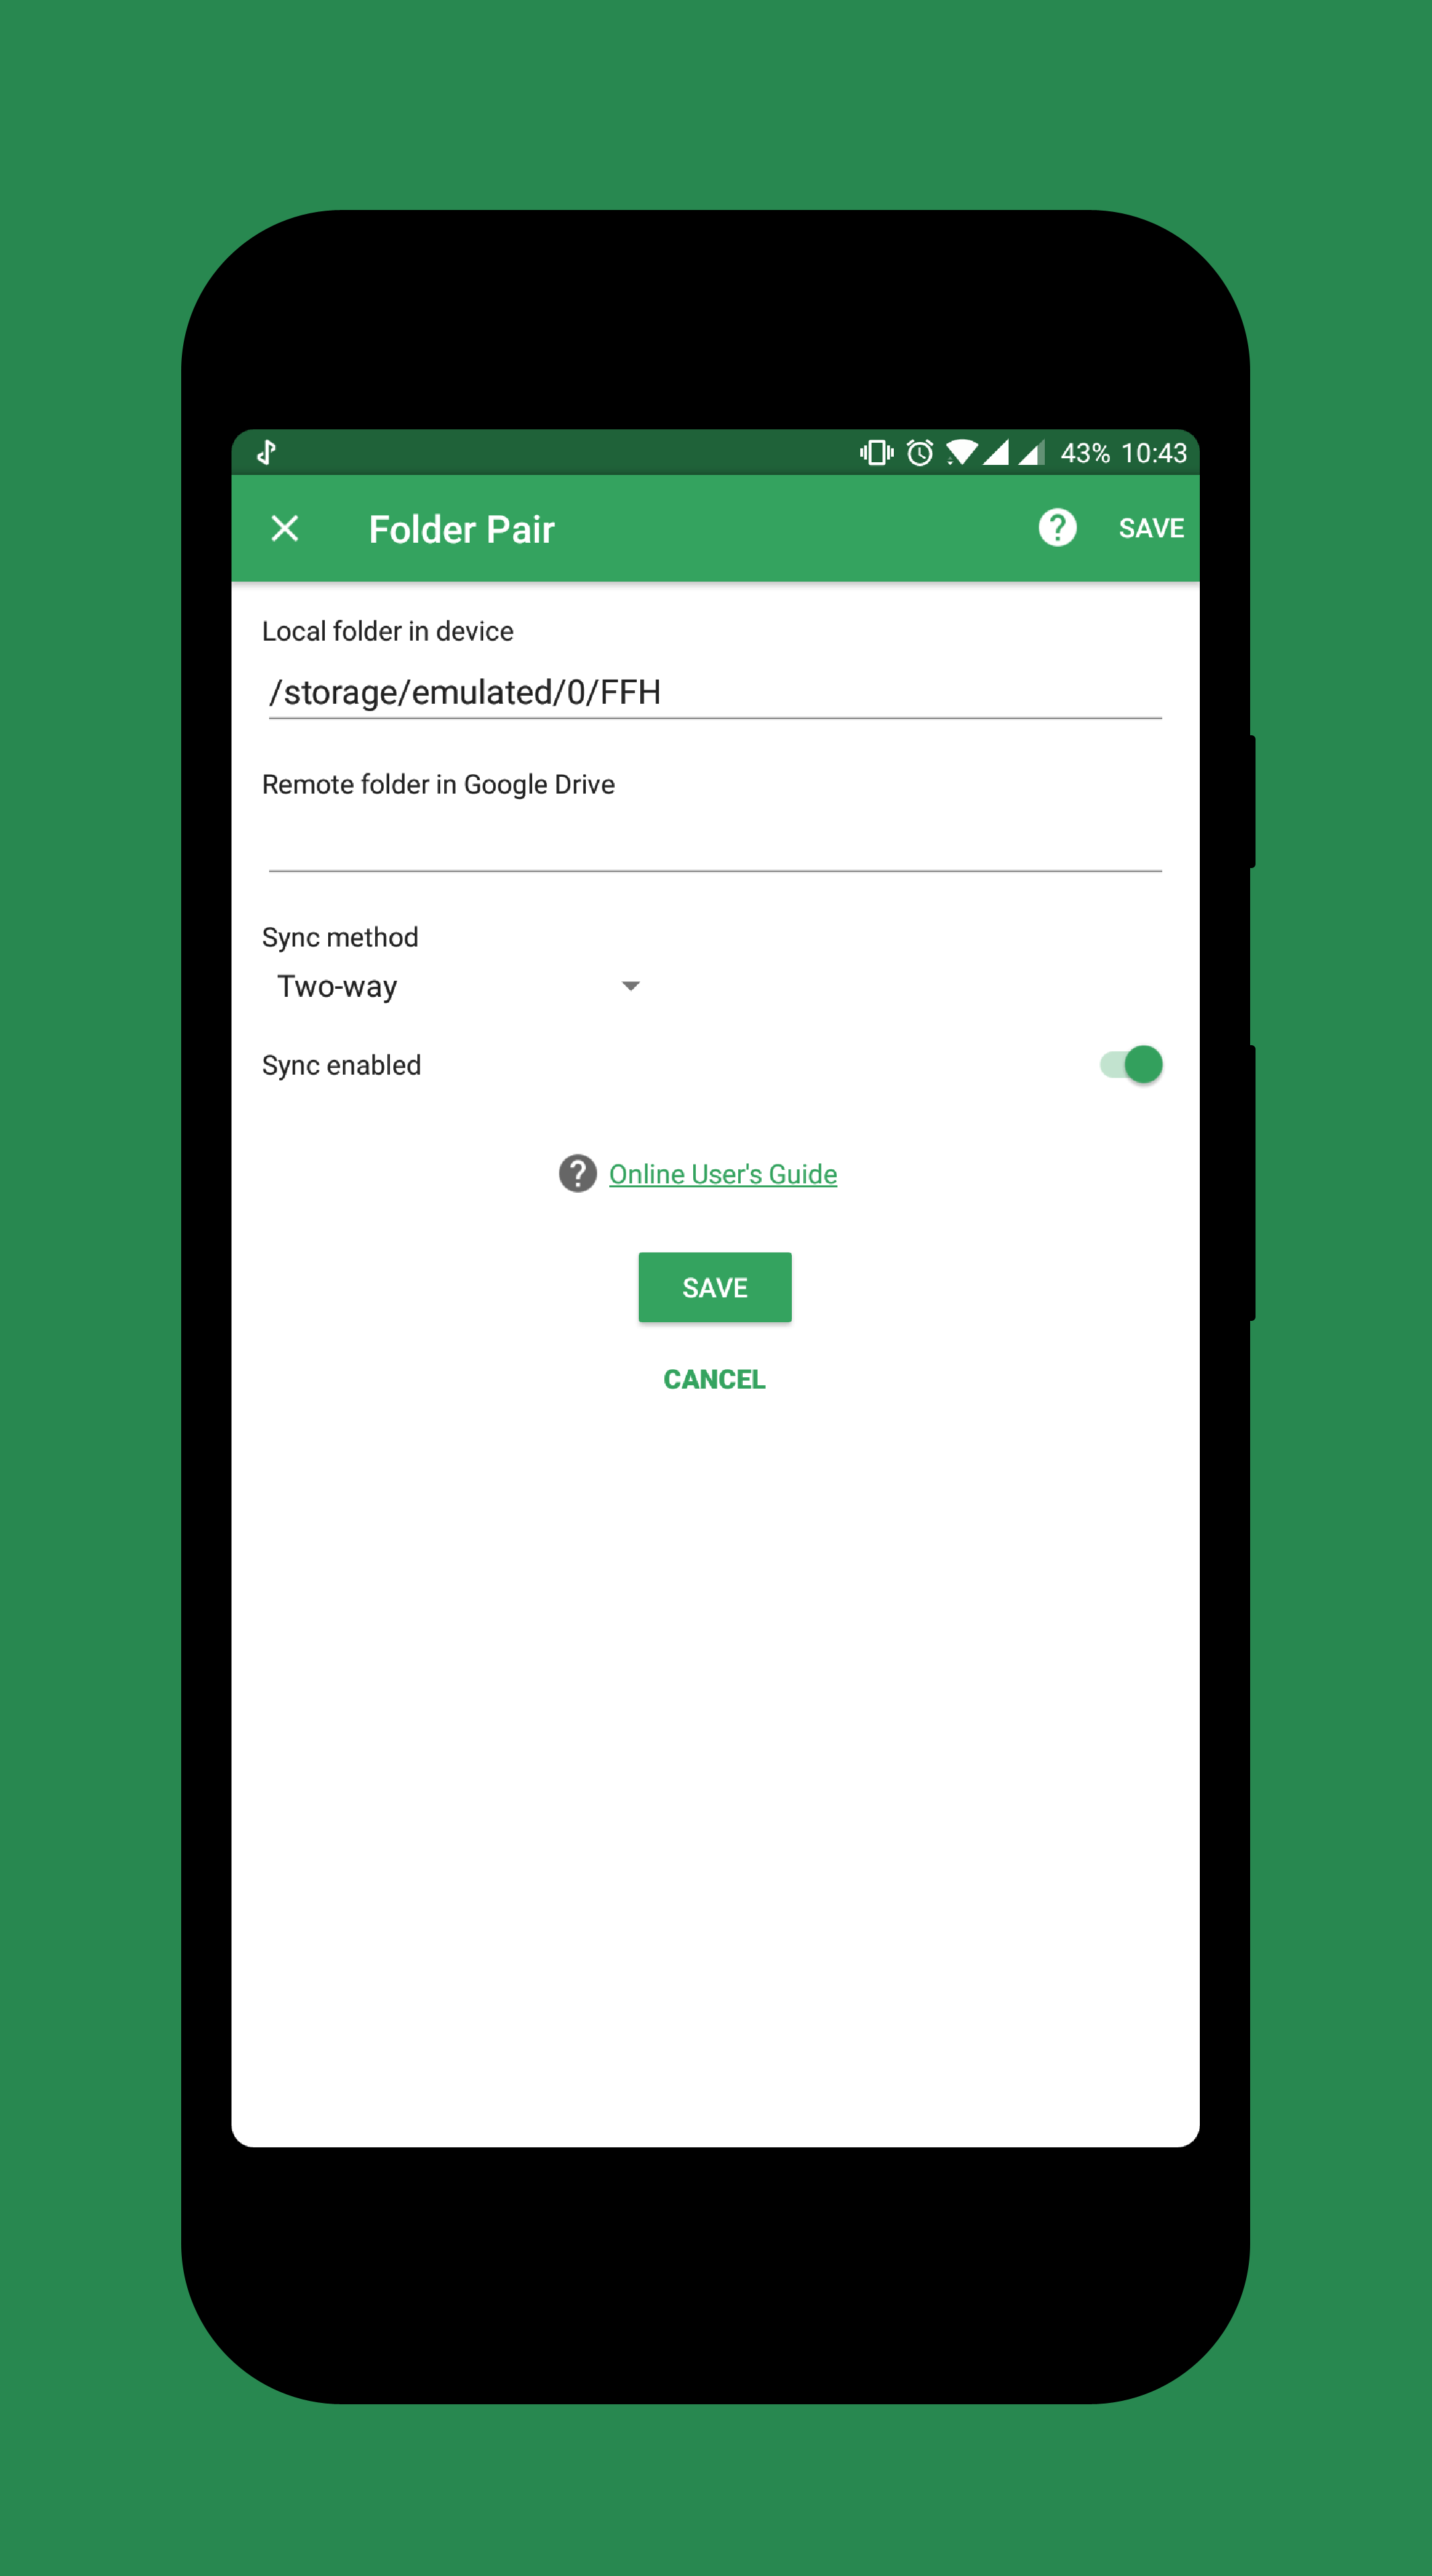 43% 10:43
Folder Pair
SAVE
Local folder in device
/storage/emulated/0/FFH
Remote folder in Google Drive
Sync method
Two-way
Sync enabled
Online User's Guide
SAVE
CANCEL